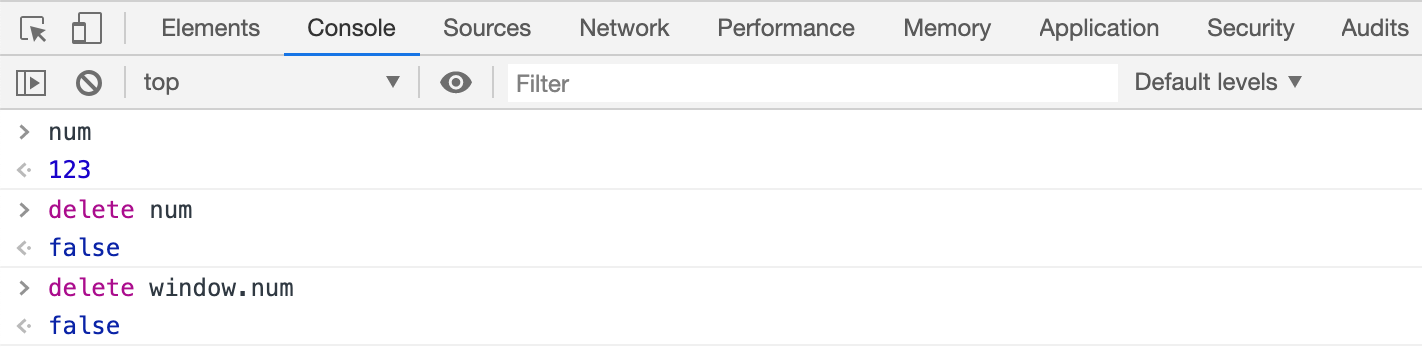 Elements Console Sources Network Performance Memory Application Security Audits
top Filter Default levels
num
123
delete num
false
delete window.num
false